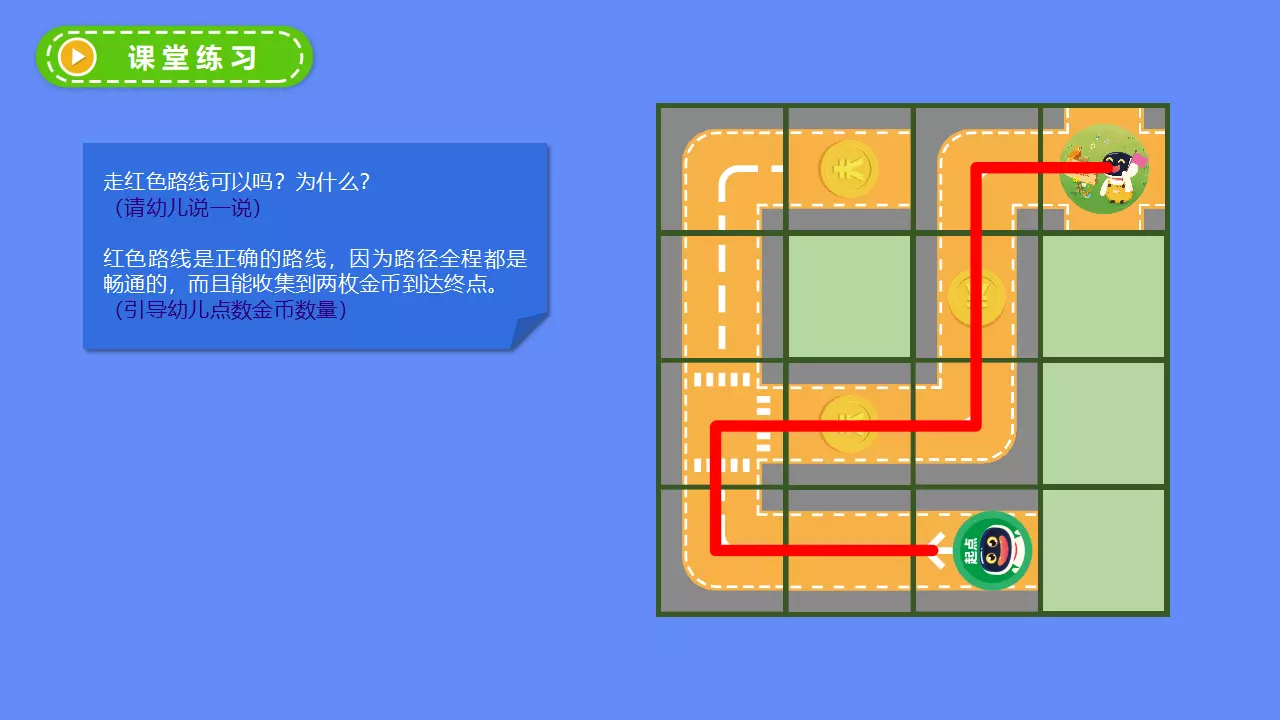 课堂练习
走红色路线可以吗？为什么？
（请幼儿说一说）
红色路线是正确的路线，因为路径全程都是
畅通的，而且能收集到两枚金币到达终点。
（引导幼儿点数金币数量）
¥
¥
¥
起点